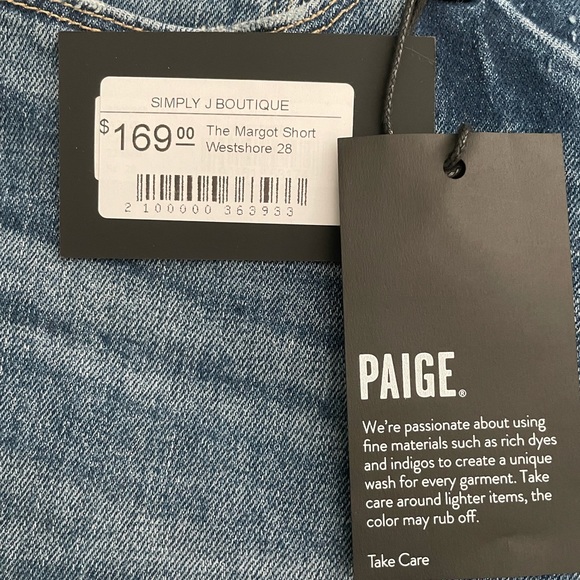 SIMPLY J BOUTIQUE
$169.00 The Margot Short
Westshore 28
2 100000 363933
PAIGE®
We're passionate about using
fine materials such as rich dyes
and indigos to create a unique
wash for every garment. Take
care around lighter items, the
color may rub off.
Take Care